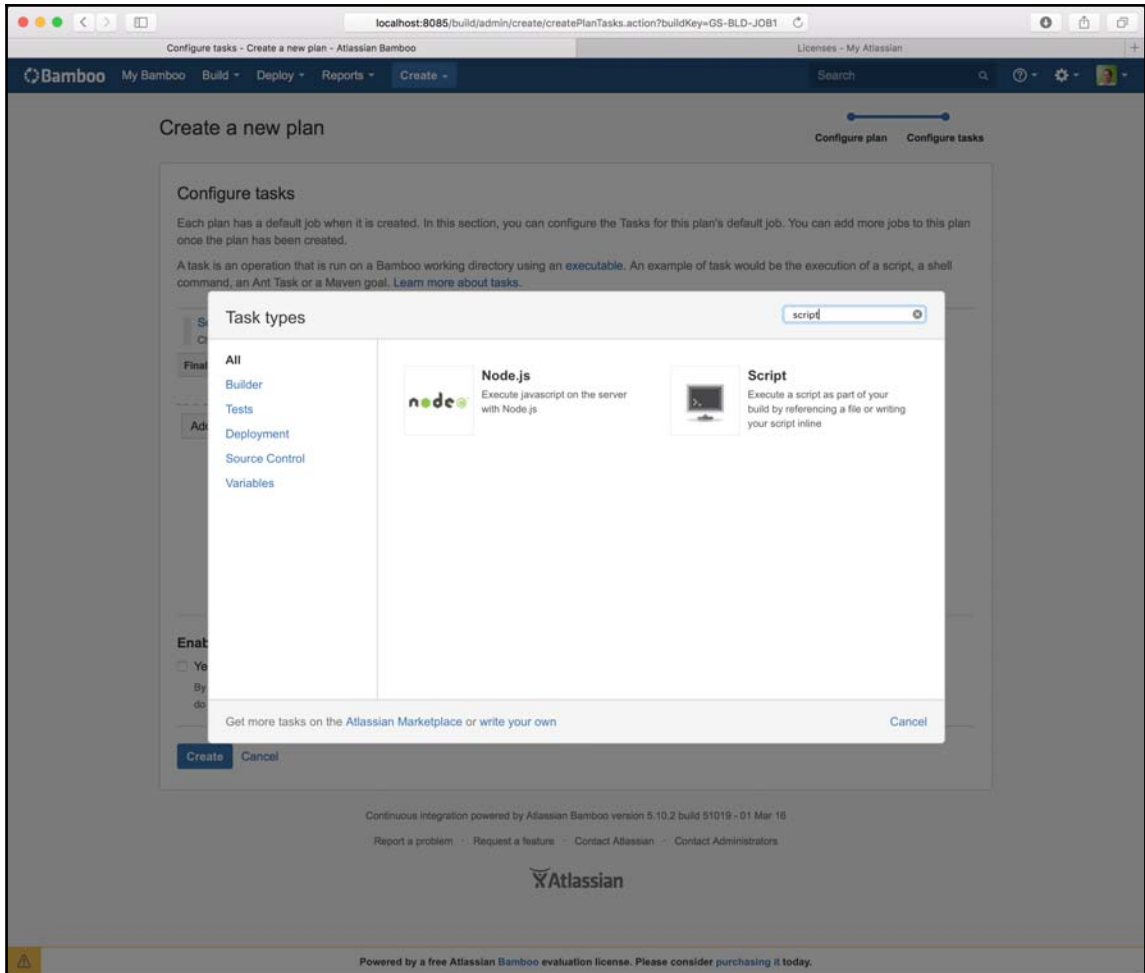 localhost:8085/build/admin/create/createPlanTasks.action?buildKey=GS-BLD-JOB1
Configure tasks - Create a new plan - Atlassian Bamboo
Licenses - My Atlassian
Bamboo My Bamboo Build Deploy Reports Create Search
Create a new plan
Configure plan Configure tasks
Configure tasks
Each plan has a default job when it is created. In this section, you can configure the Tasks for this plan's default job. You can add more jobs to this plan
once the plan has been created.
A task is an operation that is run on a Bamboo working directory using an executable. An example of task would be the execution of a script, a shell
command, an Ant Task or a Maven goal. Learn more about tasks.
Task types
script
All
Builder
Tests
Deployment
Source Control
Variables
node
Node.js
Execute javascript on the server
with Node.js
Script
Execute a script as part of your
build by referencing a file or writing
your script inline
Final
Enab
Ye
By
do
Get more tasks on the Atlassian Marketplace or write your own
Cancel
Create Cancel
Continuous integration powered by Atlassian Bamboo version 5.10.2 build 51019 - 01 Mar 16
Report a problem · Request a feature · Contact Atlassian · Contact Administrators
Atlassian
Powered by a free Atlassian Bamboo evaluation license. Please consider purchasing it today.